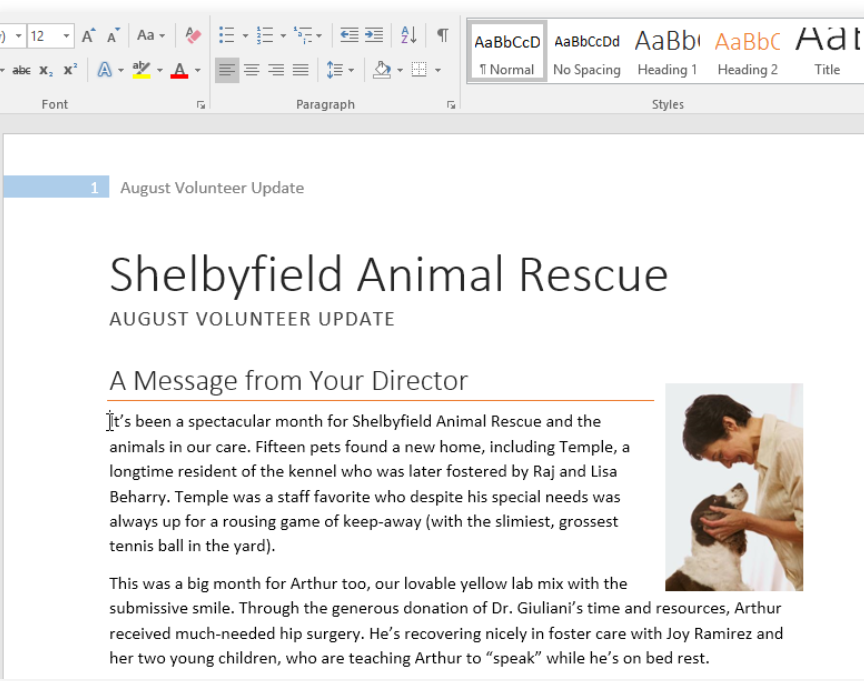 12
Aa
abc x₂ x²
A aby A
A Z
¶
AaBbCcD AaBbCcDd AaBb( AaBbC
¶ Normal No Spacing Heading 1 Heading 2 Title
Font Paragraph Styles
1 August Volunteer Update
Shelbyfield Animal Rescue
AUGUST VOLUNTEER UPDATE
A Message from Your Director
It’s been a spectacular month for Shelbyfield Animal Rescue and the
animals in our care. Fifteen pets found a new home, including Temple, a
longtime resident of the kennel who was later fostered by Raj and Lisa
Beharry. Temple was a staff favorite who despite his special needs was
always up for a rousing game of keep-away (with the slimiest, grossest
tennis ball in the yard).
This was a big month for Arthur too, our lovable yellow lab mix with the
submissive smile. Through the generous donation of Dr. Giuliani’s time and resources, Arthur
received much-needed hip surgery. He’s recovering nicely in foster care with Joy Ramirez and
her two young children, who are teaching Arthur to “speak” while he’s on bed rest.